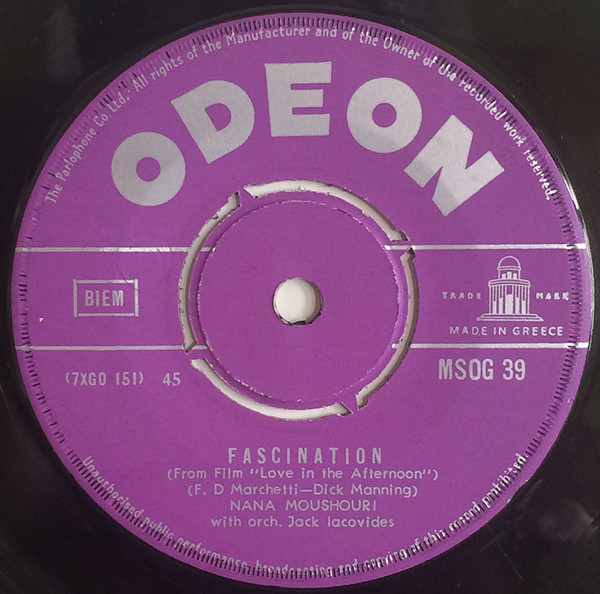 The Parlophone Co Ltd. All rights of the Manufacturer and of the Owner of the recorded work reserved.
ODEON
BIEM
TRADE MARK
MADE IN GREECE
(7XGO 151) 45
MSOG 39
FASCINATION
(From Film "Love in the Afternoon")
(F. D Marchetti—Dick Manning)
NANA MOUSHOURI
with orch. Jack Iacovides
Unauthorised public performance, broadcasting and copying of this record prohibited.